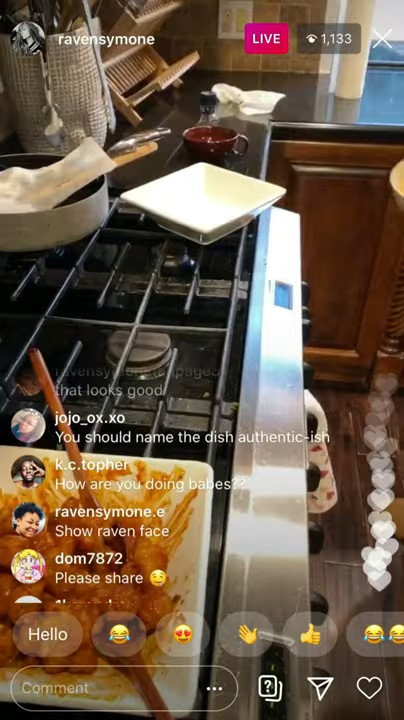 ravensymone
LIVE
1,133
that looks good
jojo_ox.xo
You should name the dish authentic-ish
k.c.topher
How are you doing babes??
ravensymone.e
Show raven face
dom7872
Please share 🤤
Hello
Comment